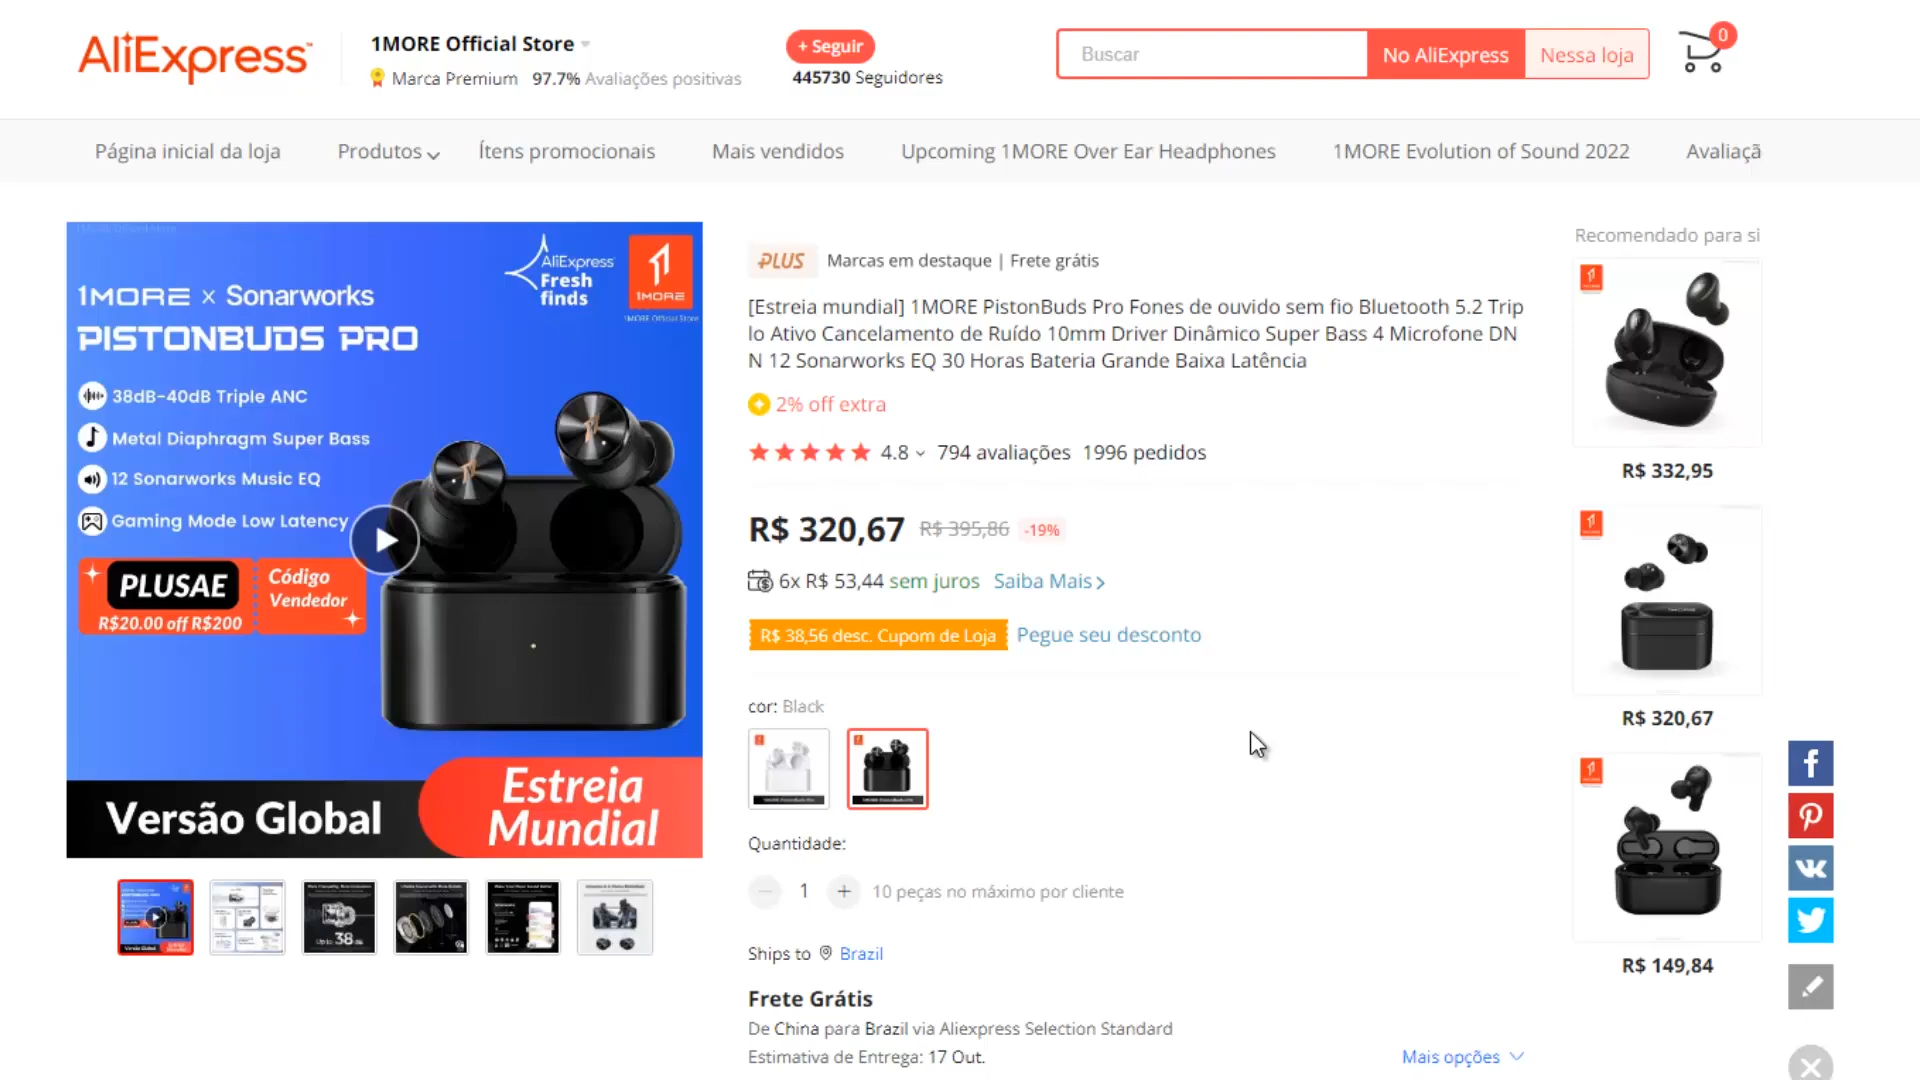 AliExpress
1MORE Official Store
Marca Premium 97.7% Avaliações positivas
+ Seguir
445730 Seguidores
Buscar
No AliExpress
Nessa loja
0
Página inicial da loja
Produtos
Ítens promocionais
Mais vendidos
Upcoming 1MORE Over Ear Headphones
1MORE Evolution of Sound 2022
Avaliaçã
AliExpress
Fresh
finds
1MORE
1MORE Official Store
1MORE x Sonarworks
PISTONBUDS PRO
38dB-40dB Triple ANC
Metal Diaphragm Super Bass
12 Sonarworks Music EQ
Gaming Mode Low Latency
PLUSAE
R$20.00 off R$200
Código
Vendedor
Versão Global
Estreia
Mundial
Up to 38
PLUS Marcas em destaque | Frete grátis
[Estreia mundial] 1MORE PistonBuds Pro Fones de ouvido sem fio Bluetooth 5.2 Trip
lo Ativo Cancelamento de Ruído 10mm Driver Dinâmico Super Bass 4 Microfone DN
N 12 Sonarworks EQ 30 Horas Bateria Grande Baixa Latência
2% off extra
4.8 794 avaliações 1996 pedidos
R$ 320,67 R$ 395,86 -19%
6x R$ 53,44 sem juros Saiba Mais
R$ 38,56 desc. Cupom de Loja Pegue seu desconto
cor: Black
Quantidade:
1 + 10 peças no máximo por cliente
Ships to Brazil
Frete Grátis
De China para Brazil via Aliexpress Selection Standard
Estimativa de Entrega: 17 Out.
Mais opções
Recomendado para si
R$ 332,95
R$ 320,67
R$ 149,84